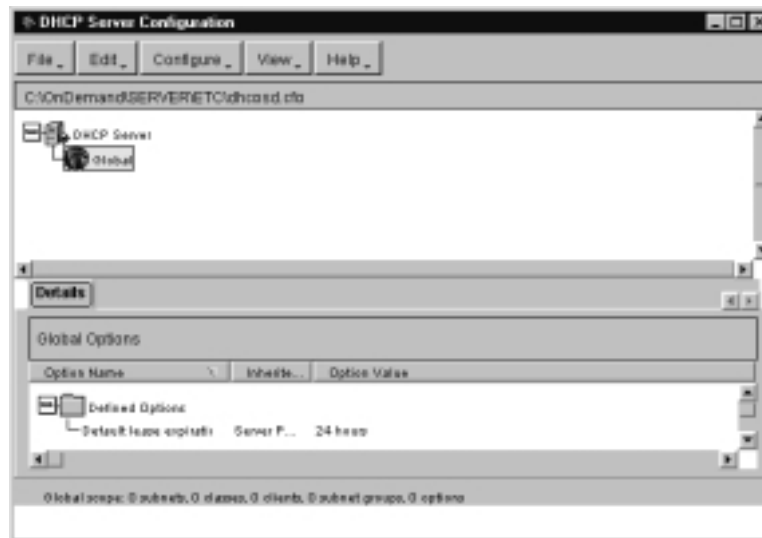 DHCP Server Configuration
File Edit Configure View Help
C:\OnDemand\SERVER\ETC\dhcpsd.cfg
DHCP Server
Global
Details
Global Options
Option Name Inherite... Option Value
Defined Options
Default lease expiratio Server P... 24 hours
Global scope: 0 subnets, 0 classes, 0 clients, 0 subnet groups, 0 options